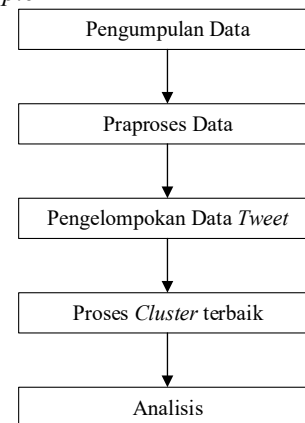 Pengumpulan Data
Praproses Data
Pengelompokan Data Tweet
Proses Cluster terbaik
Analisis